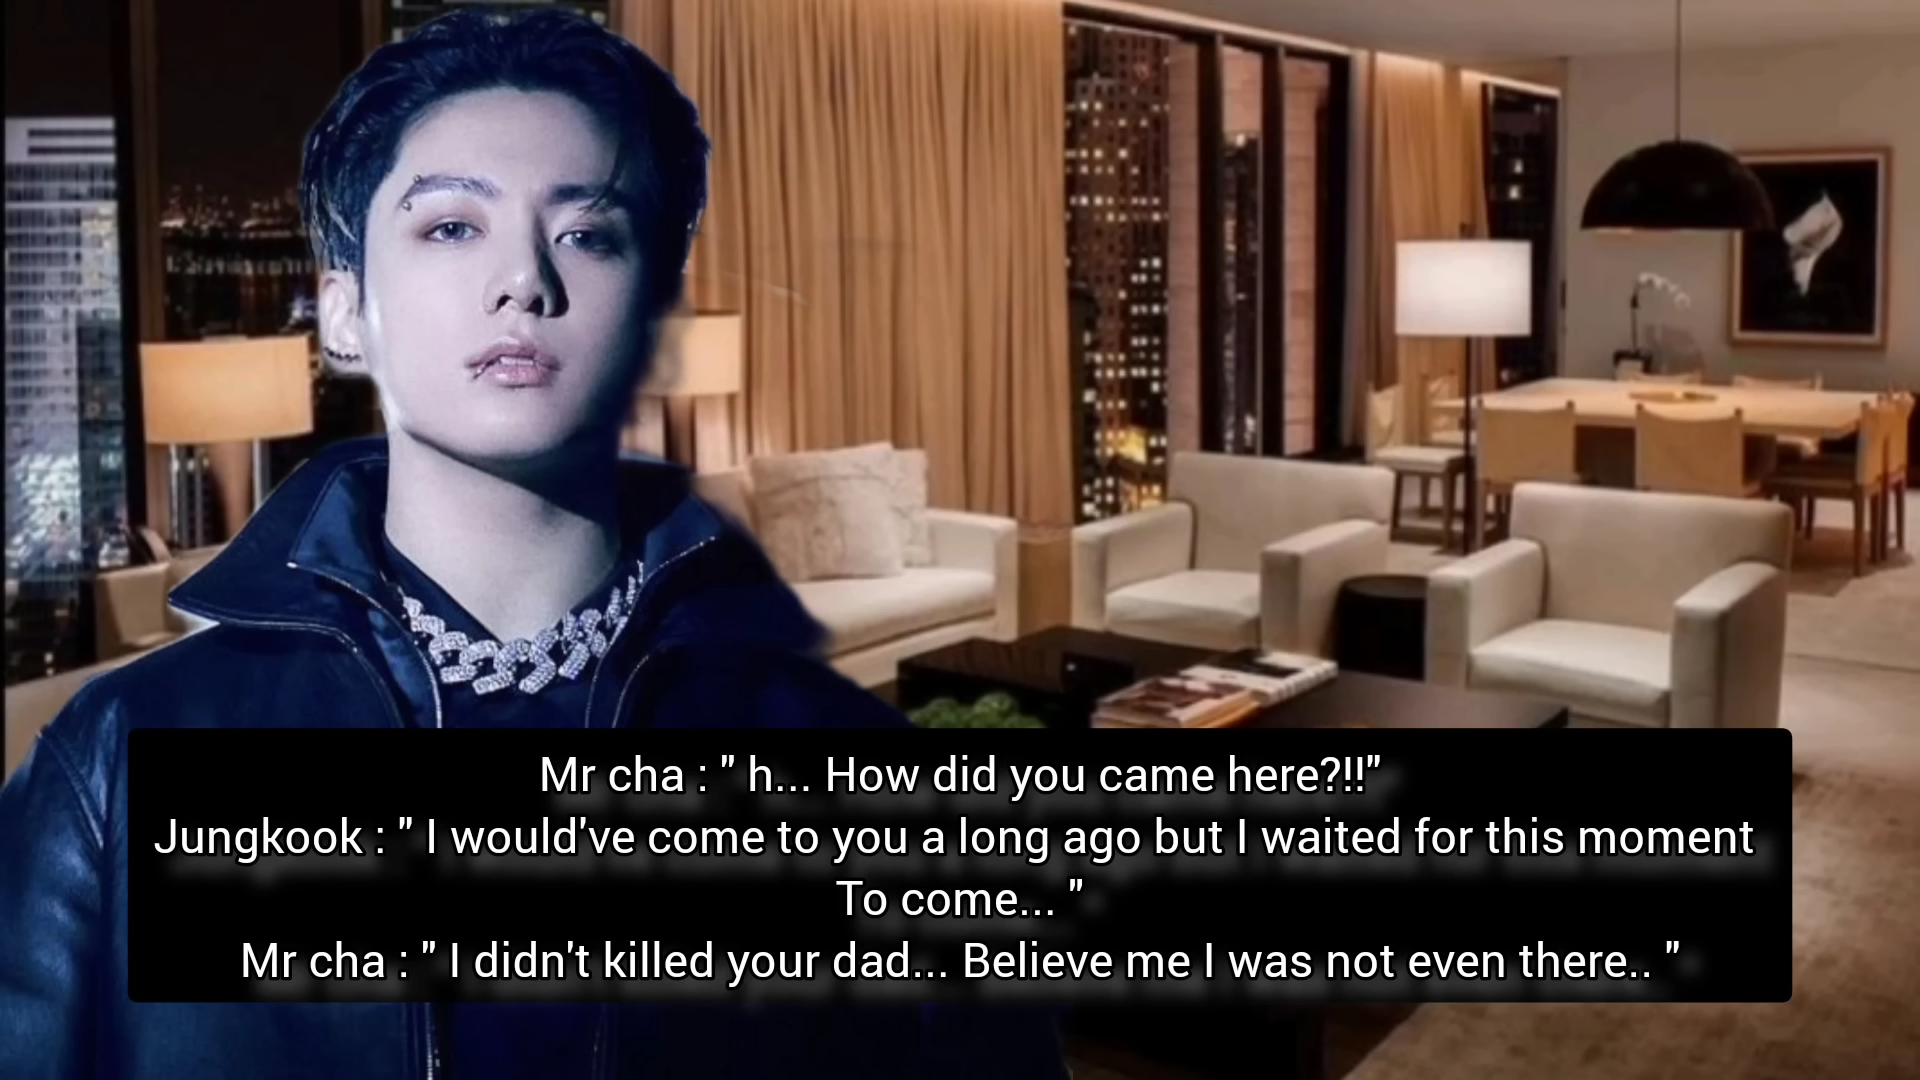 Mr cha : " h... How did you came here?!!"
Jungkook : " I would've come to you a long ago but I waited for this moment
To come... "
Mr cha : " I didn't killed your dad... Believe me I was not even there.. "